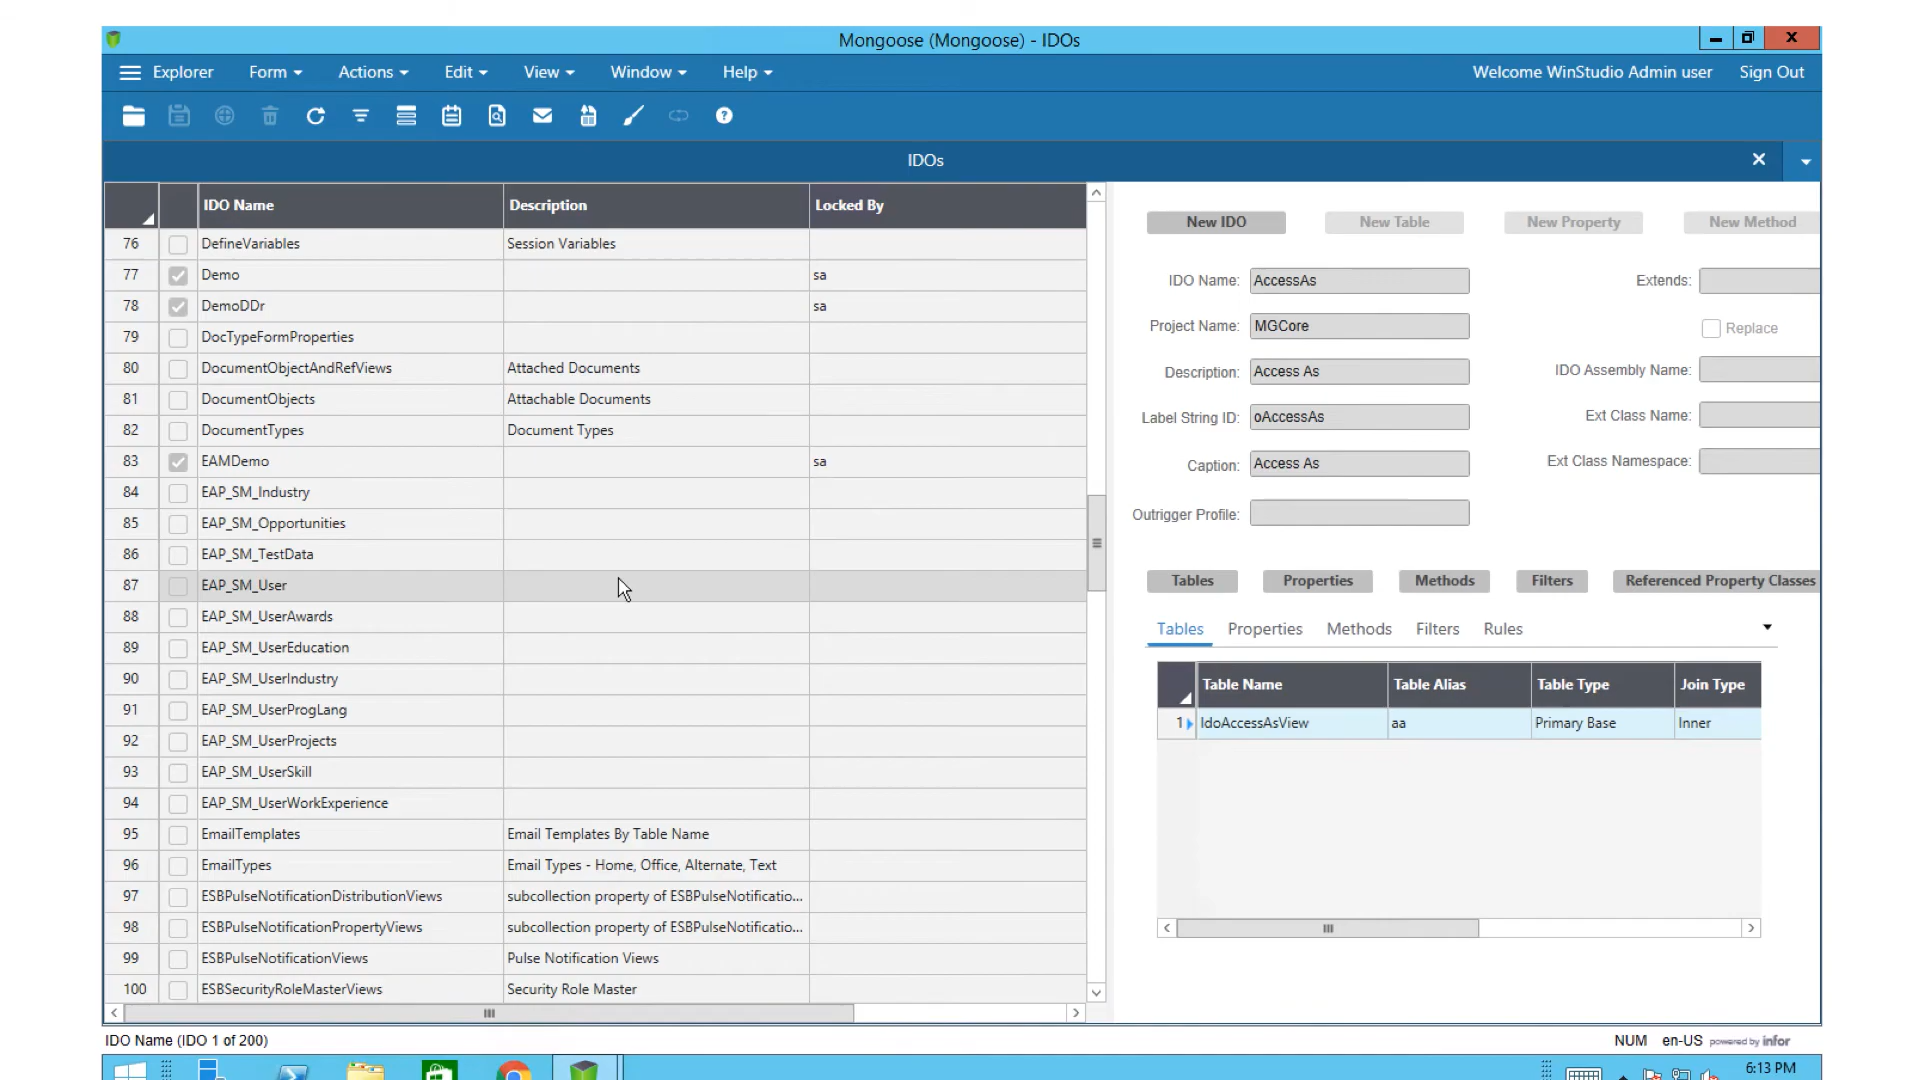 Mongoose (Mongoose) - IDOs
Explorer Form Actions Edit View Window Help Welcome WinStudio Admin user Sign Out
IDOs
IDO Name Description Locked By
76 DefineVariables Session Variables
77 Demo sa
78 DemoDDr sa
79 DocTypeFormProperties
80 DocumentObjectAndRefViews Attached Documents
81 DocumentObjects Attachable Documents
82 DocumentTypes Document Types
83 EAMDemo sa
84 EAP_SM_Industry
85 EAP_SM_Opportunities
86 EAP_SM_TestData
87 EAP_SM_User
88 EAP_SM_UserAwards
89 EAP_SM_UserEducation
90 EAP_SM_UserIndustry
91 EAP_SM_UserProgLang
92 EAP_SM_UserProjects
93 EAP_SM_UserSkill
94 EAP_SM_UserWorkExperience
95 EmailTemplates Email Templates By Table Name
96 EmailTypes Email Types - Home, Office, Alternate, Text
97 ESBPulseNotificationDistributionViews subcollection property of ESBPulseNotificatio...
98 ESBPulseNotificationPropertyViews subcollection property of ESBPulseNotificatio...
99 ESBPulseNotificationViews Pulse Notification Views
100 ESBSecurityRoleMasterViews Security Role Master
New IDO New Table New Property New Method
IDO Name: AccessAs Extends:
Project Name: MGCore Replace
Description: Access As IDO Assembly Name:
Label String ID: oAccessAs Ext Class Name:
Caption: Access As Ext Class Namespace:
Outrigger Profile:
Tables Properties Methods Filters Referenced Property Classes
Tables Properties Methods Filters Rules
Table Name Table Alias Table Type Join Type
1 IdoAccessAsView aa Primary Base Inner
IDO Name (IDO 1 of 200) NUM en-US powered by infor
6:13 PM